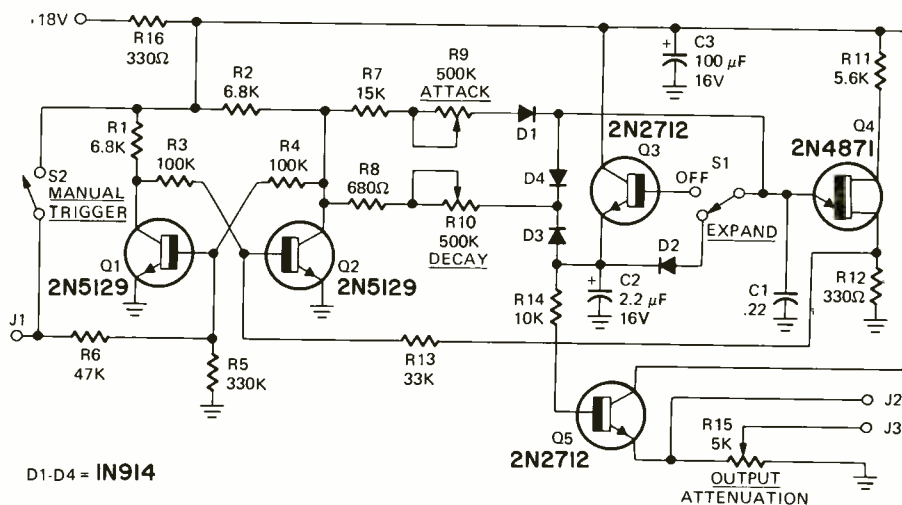 .18V
R16
330Ω
R2
6.8K
R7
15K
R9
500K
ATTACK
C3
+
100 µF
16V
R11
5.6K
S2
MANUAL
TRIGGER
R1
6.8K
R3
100K
R4
100K
R8
680Ω
R10
500K
DECAY
D1
D4
D3
2N2712
Q3
OFF
S1
EXPAND
Q4
2N4871
Q1
2N5129
Q2
2N5129
D2
R14
10K
+
C2
2.2 µF
16V
C1
.22
R12
330Ω
J1
R6
47K
R5
330K
R13
33K
Q5
2N2712
R15
5K
OUTPUT
ATTENUATION
J2
J3
D1-D4 = 1N914